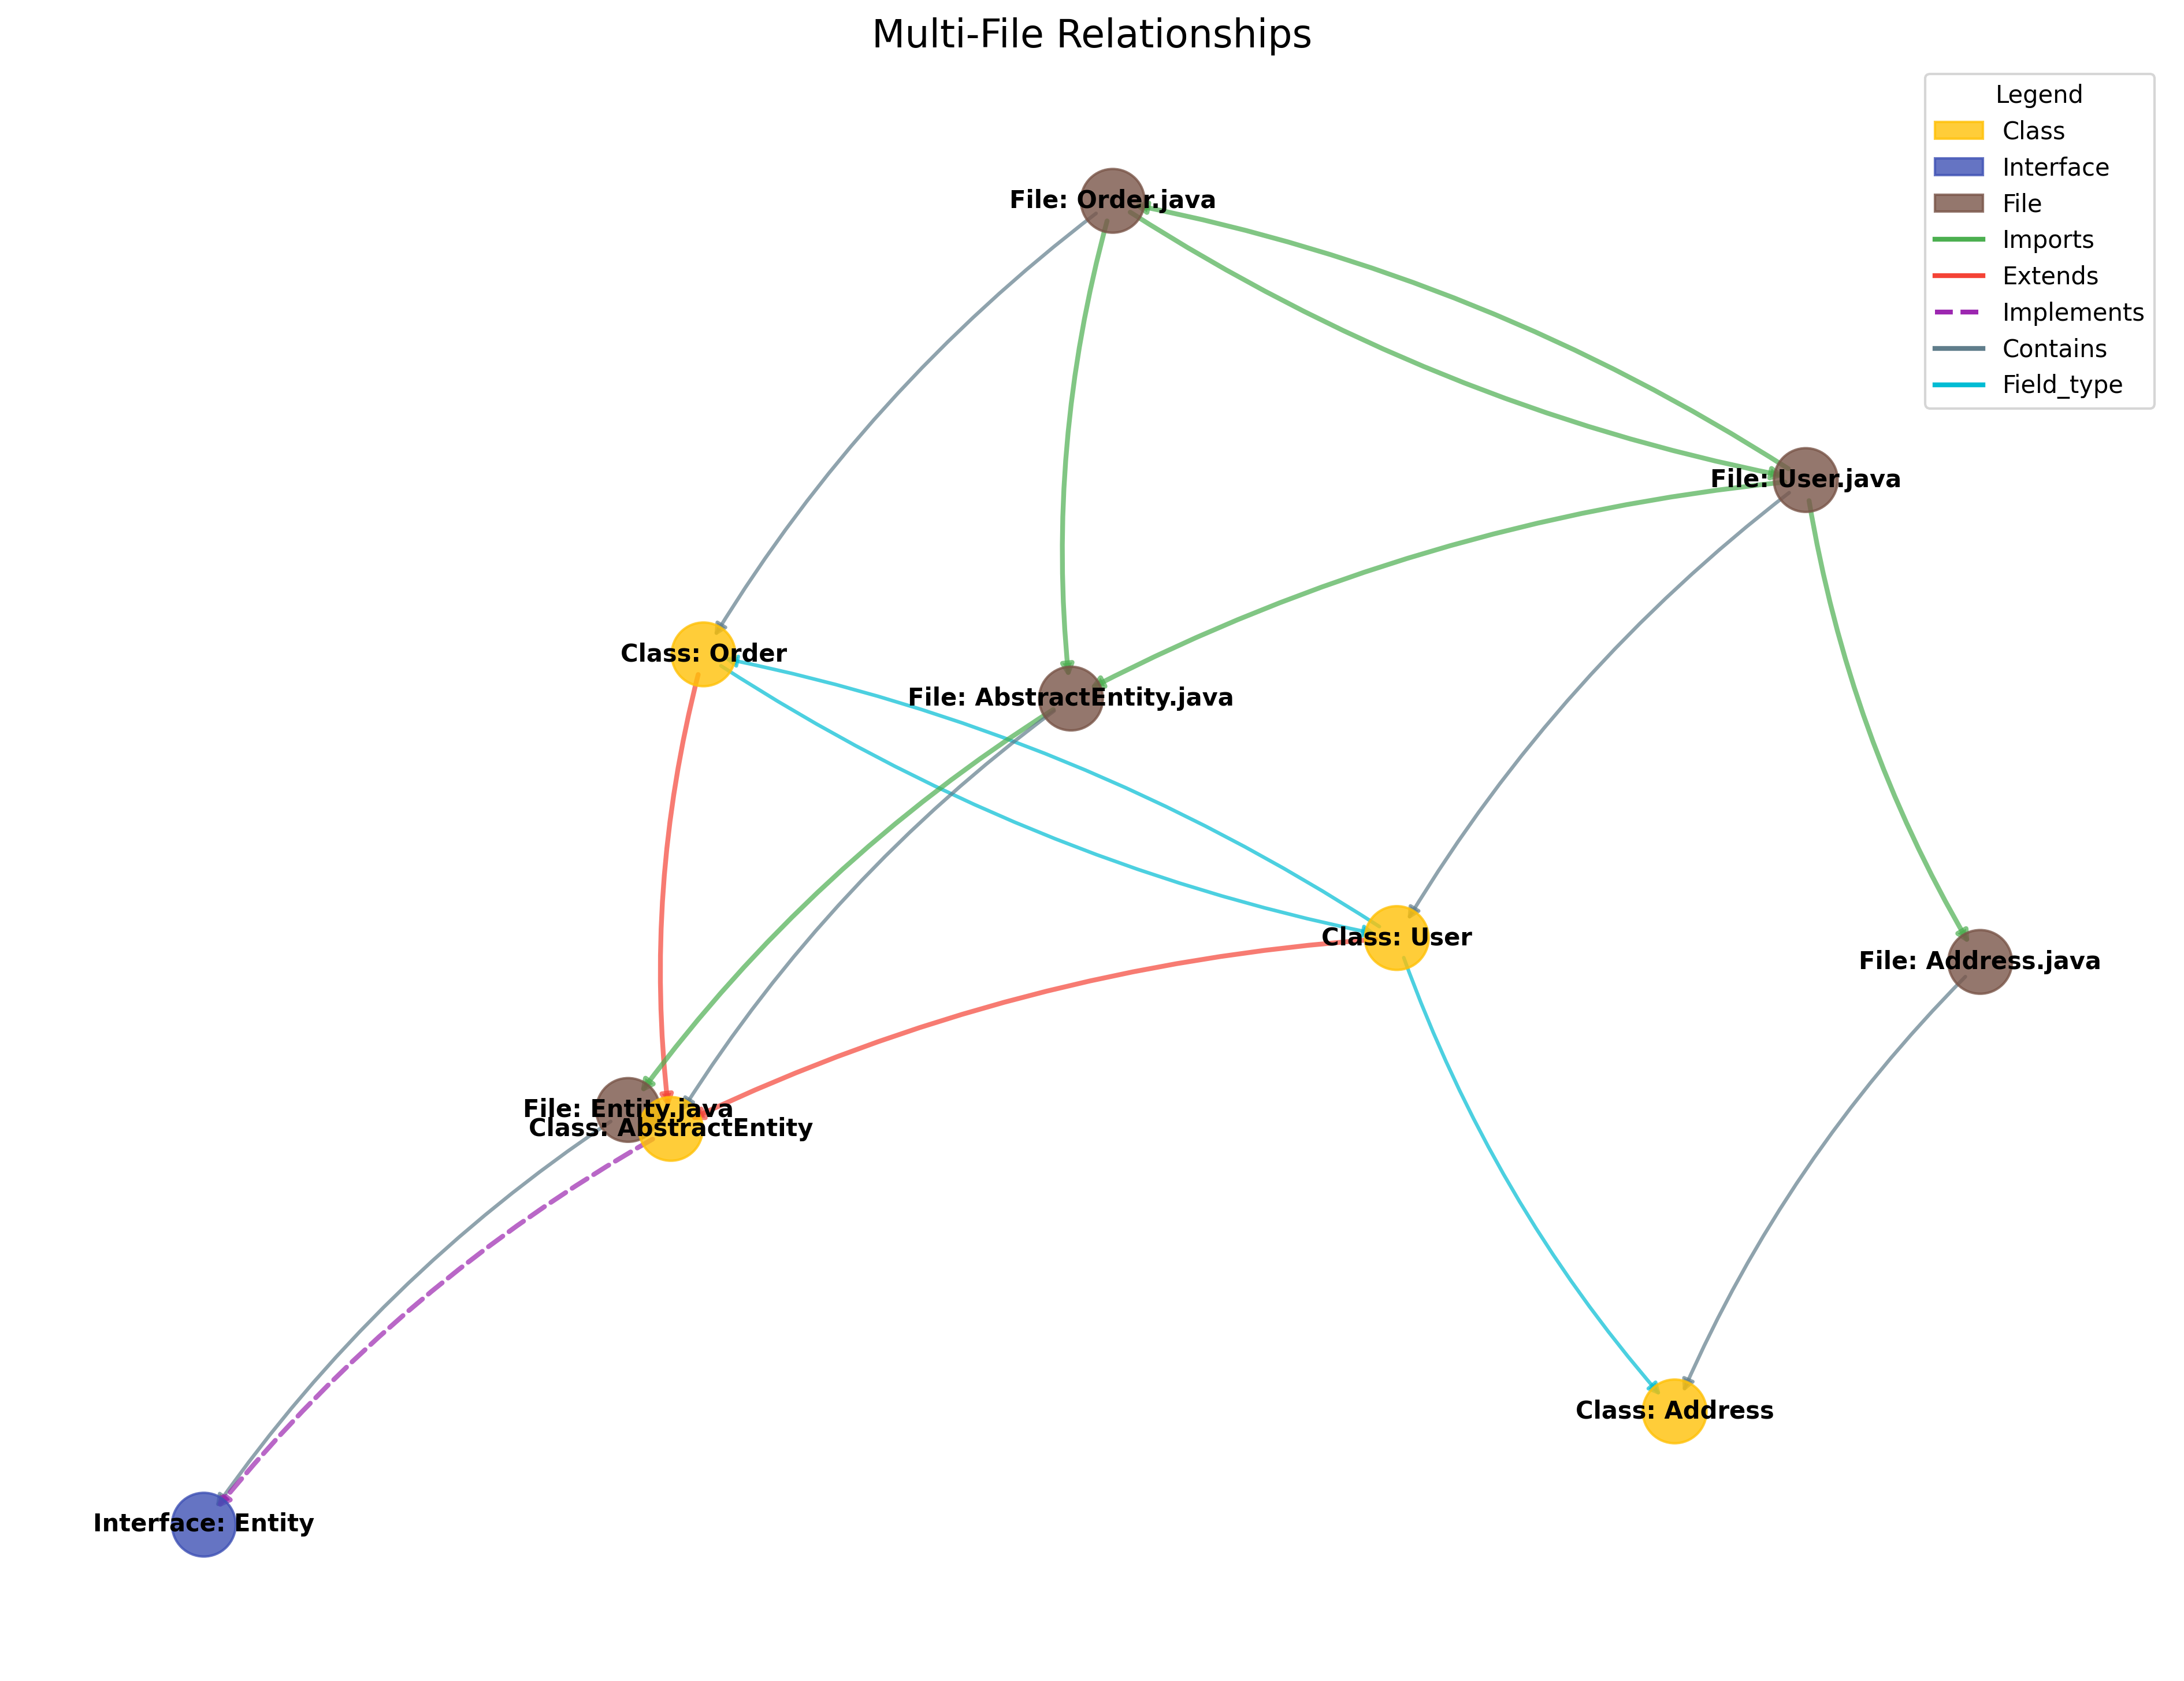 Multi-File Relationships
Legend
Class
Interface
File
Imports
Extends
Implements
Contains
Field_type
File: Order.java
File: User.java
Class: Order
File: AbstractEntity.java
Class: User
File: Address.java
File: Entity.java
Class: AbstractEntity
Class: Address
Interface: Entity